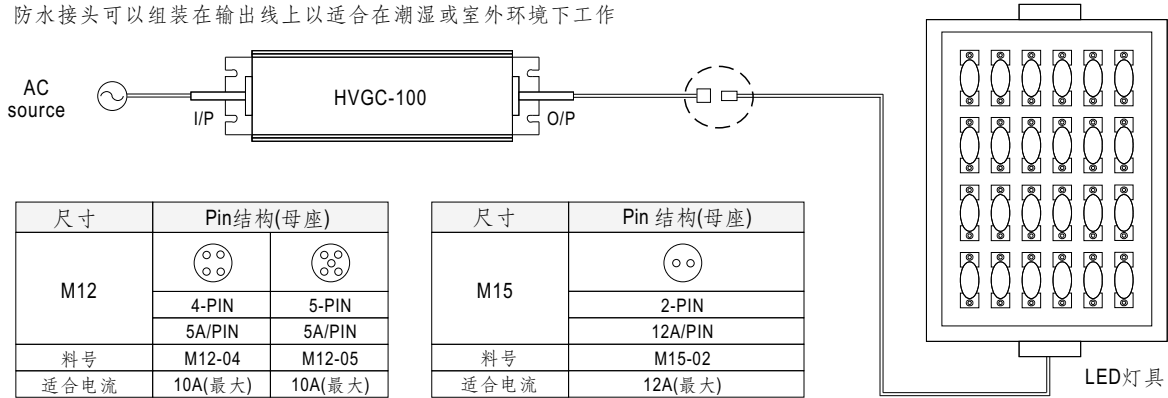 防水接头可以组装在输出线上以适合在潮湿或室外环境下工作
AC
source
I/P
HVGC-100
O/P
尺寸 Pin结构(母座)
M12
4-PIN 5-PIN
5A/PIN 5A/PIN
料号 M12-04 M12-05
适合电流 10A(最大) 10A(最大)
尺寸 Pin 结构(母座)
M15
2-PIN
12A/PIN
料号 M15-02
适合电流 12A(最大)
LED灯具